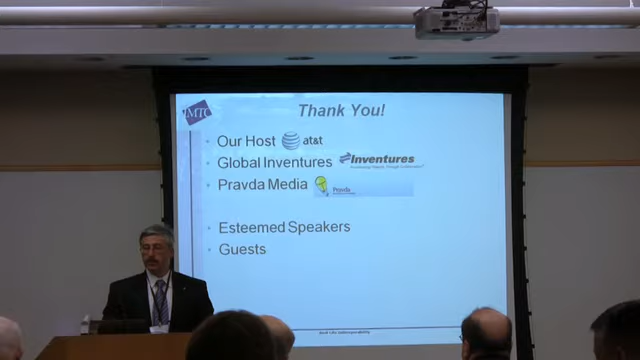 IMTC
Thank You!
Our Host at&t
Global Inventures Inventures
Pravda Media Pravda
Esteemed Speakers
Guests